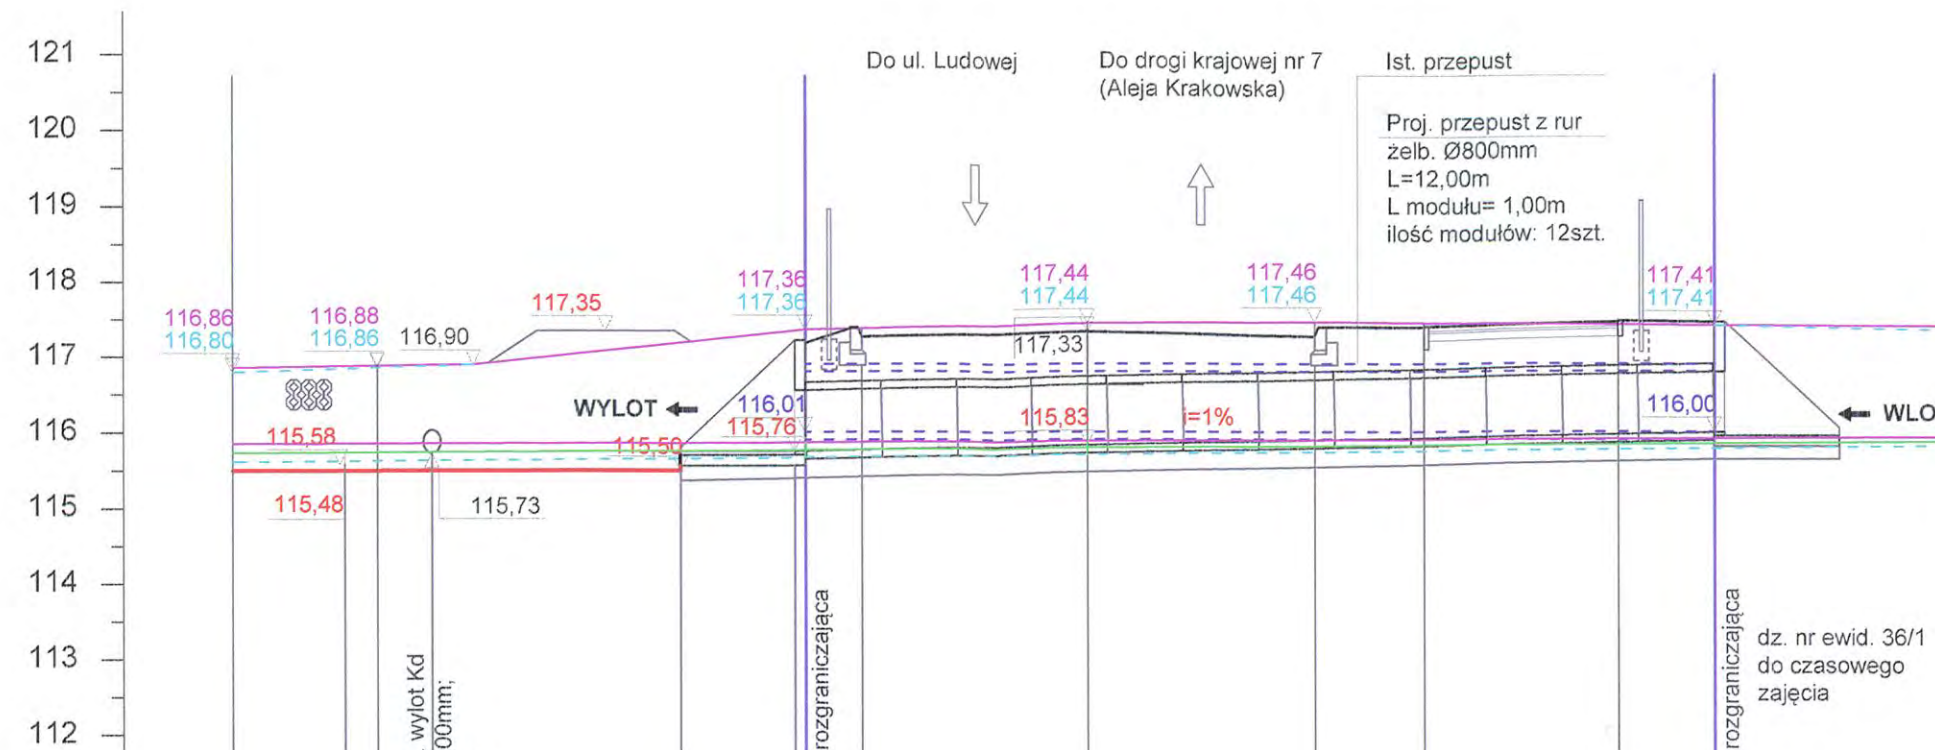 121
120
119
118
117
116
115
114
113
112
Do ul. Ludowej
Do drogi krajowej nr 7
(Aleja Krakowska)
Ist. przepust
Proj. przepust z rur
żelb. Ø800mm
L=12,00m
L modułu= 1,00m
ilość modułów: 12szt.
116,86
116,80
116,88
116,86
116,90
117,35
117,36
117,36
117,44
117,44
117,33
117,46
117,46
117,41
117,41
WYLOT
116,01
115,76
115,83
i=1%
116,00
WLO
115,58
115,50
115,48
115,73
wylot Kd
00mm;
rozgraniczająca
rozgraniczająca
dz. nr ewid. 36/1
do czasowego
zajęcia